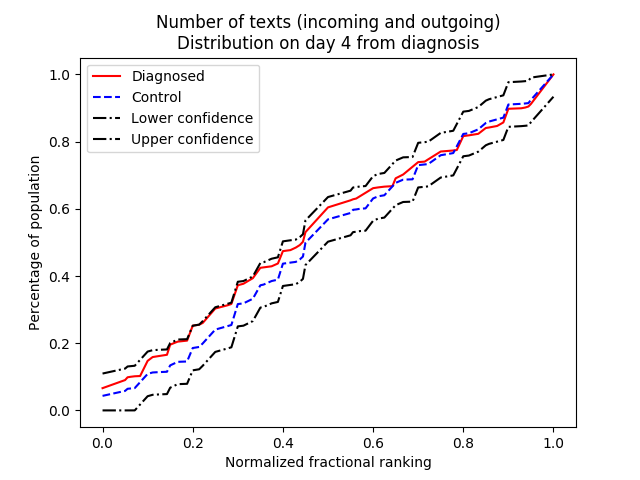 Number of texts (incoming and outgoing)
Distribution on day 4 from diagnosis
Diagnosed
Control
Lower confidence
Upper confidence
Percentage of population
1.0
0.8
0.6
0.4
0.2
0.0
0.0 0.2 0.4 0.6 0.8 1.0
Normalized fractional ranking